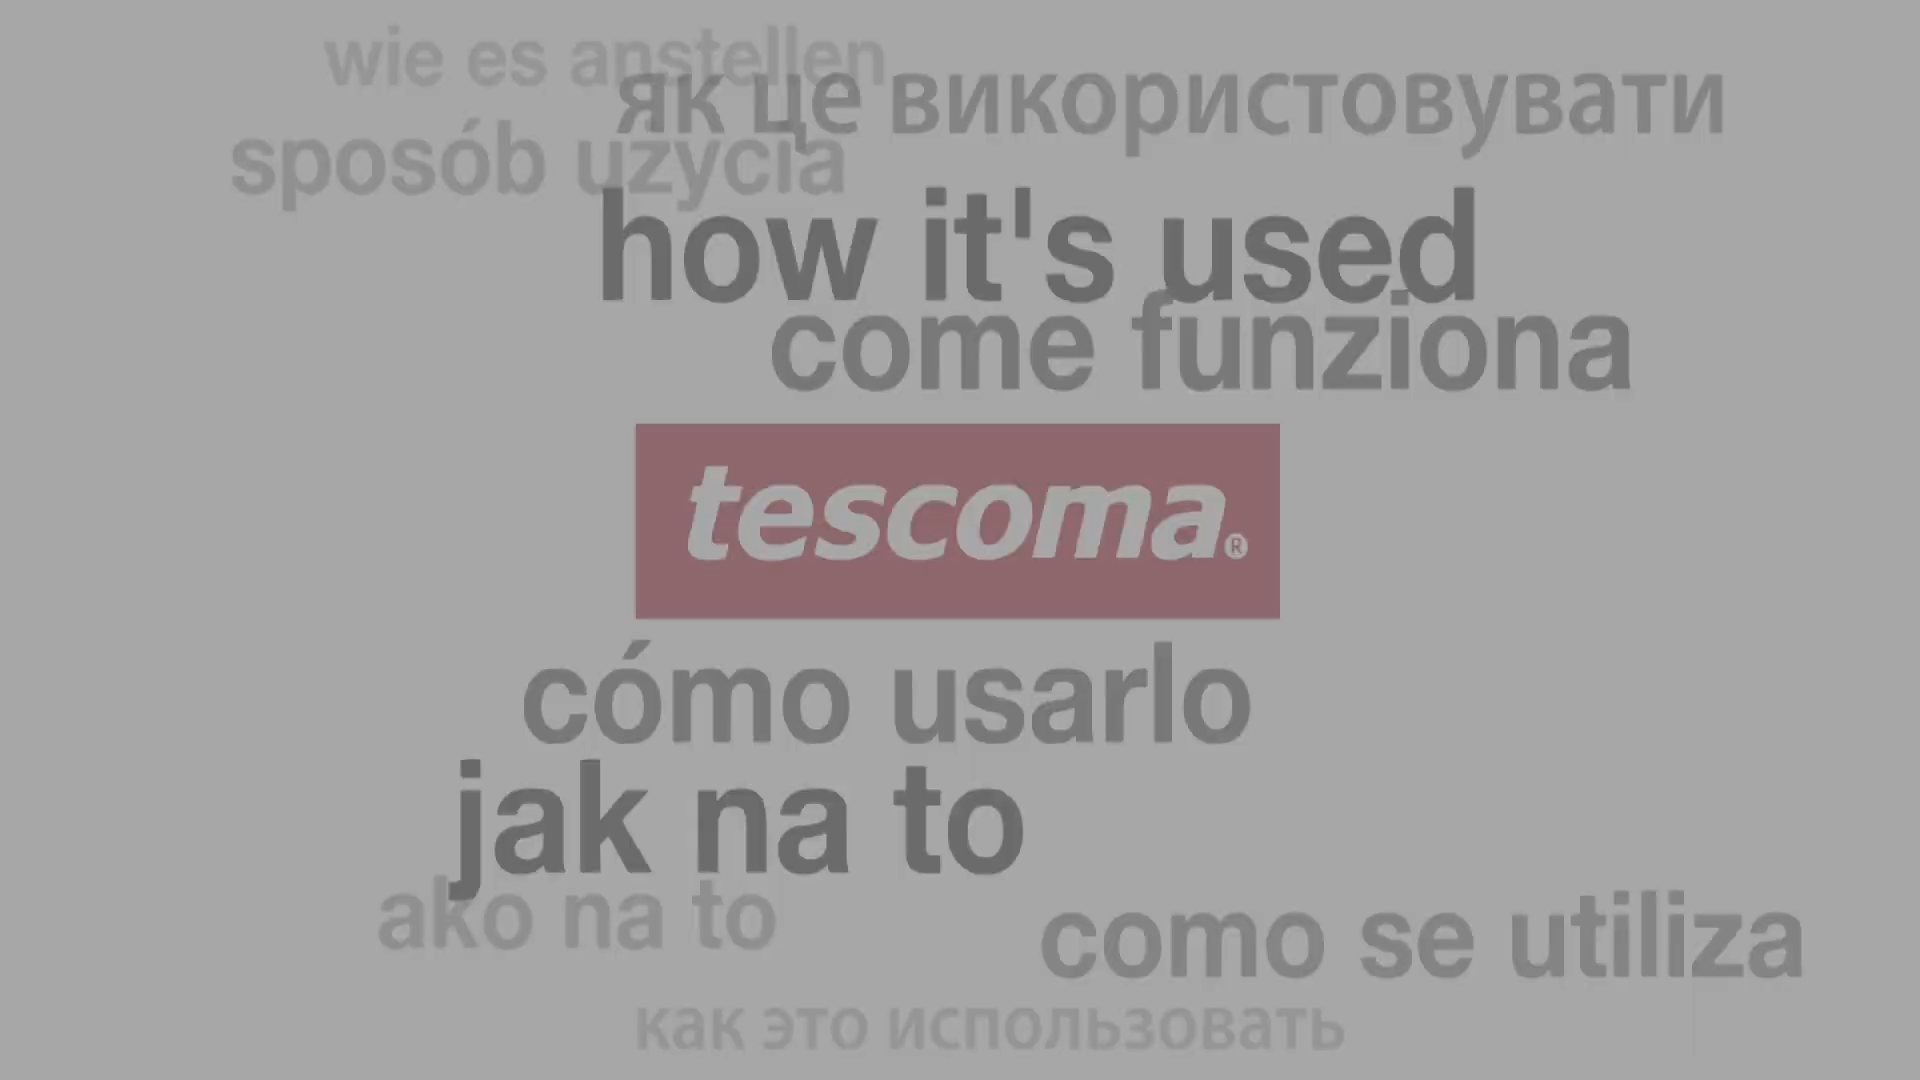 wie es anstellen
як це використовувати
sposób użycia
how it's used
come funziona
tescoma®
cómo usarlo
jak na to
ako na to
como se utiliza
как это использовать